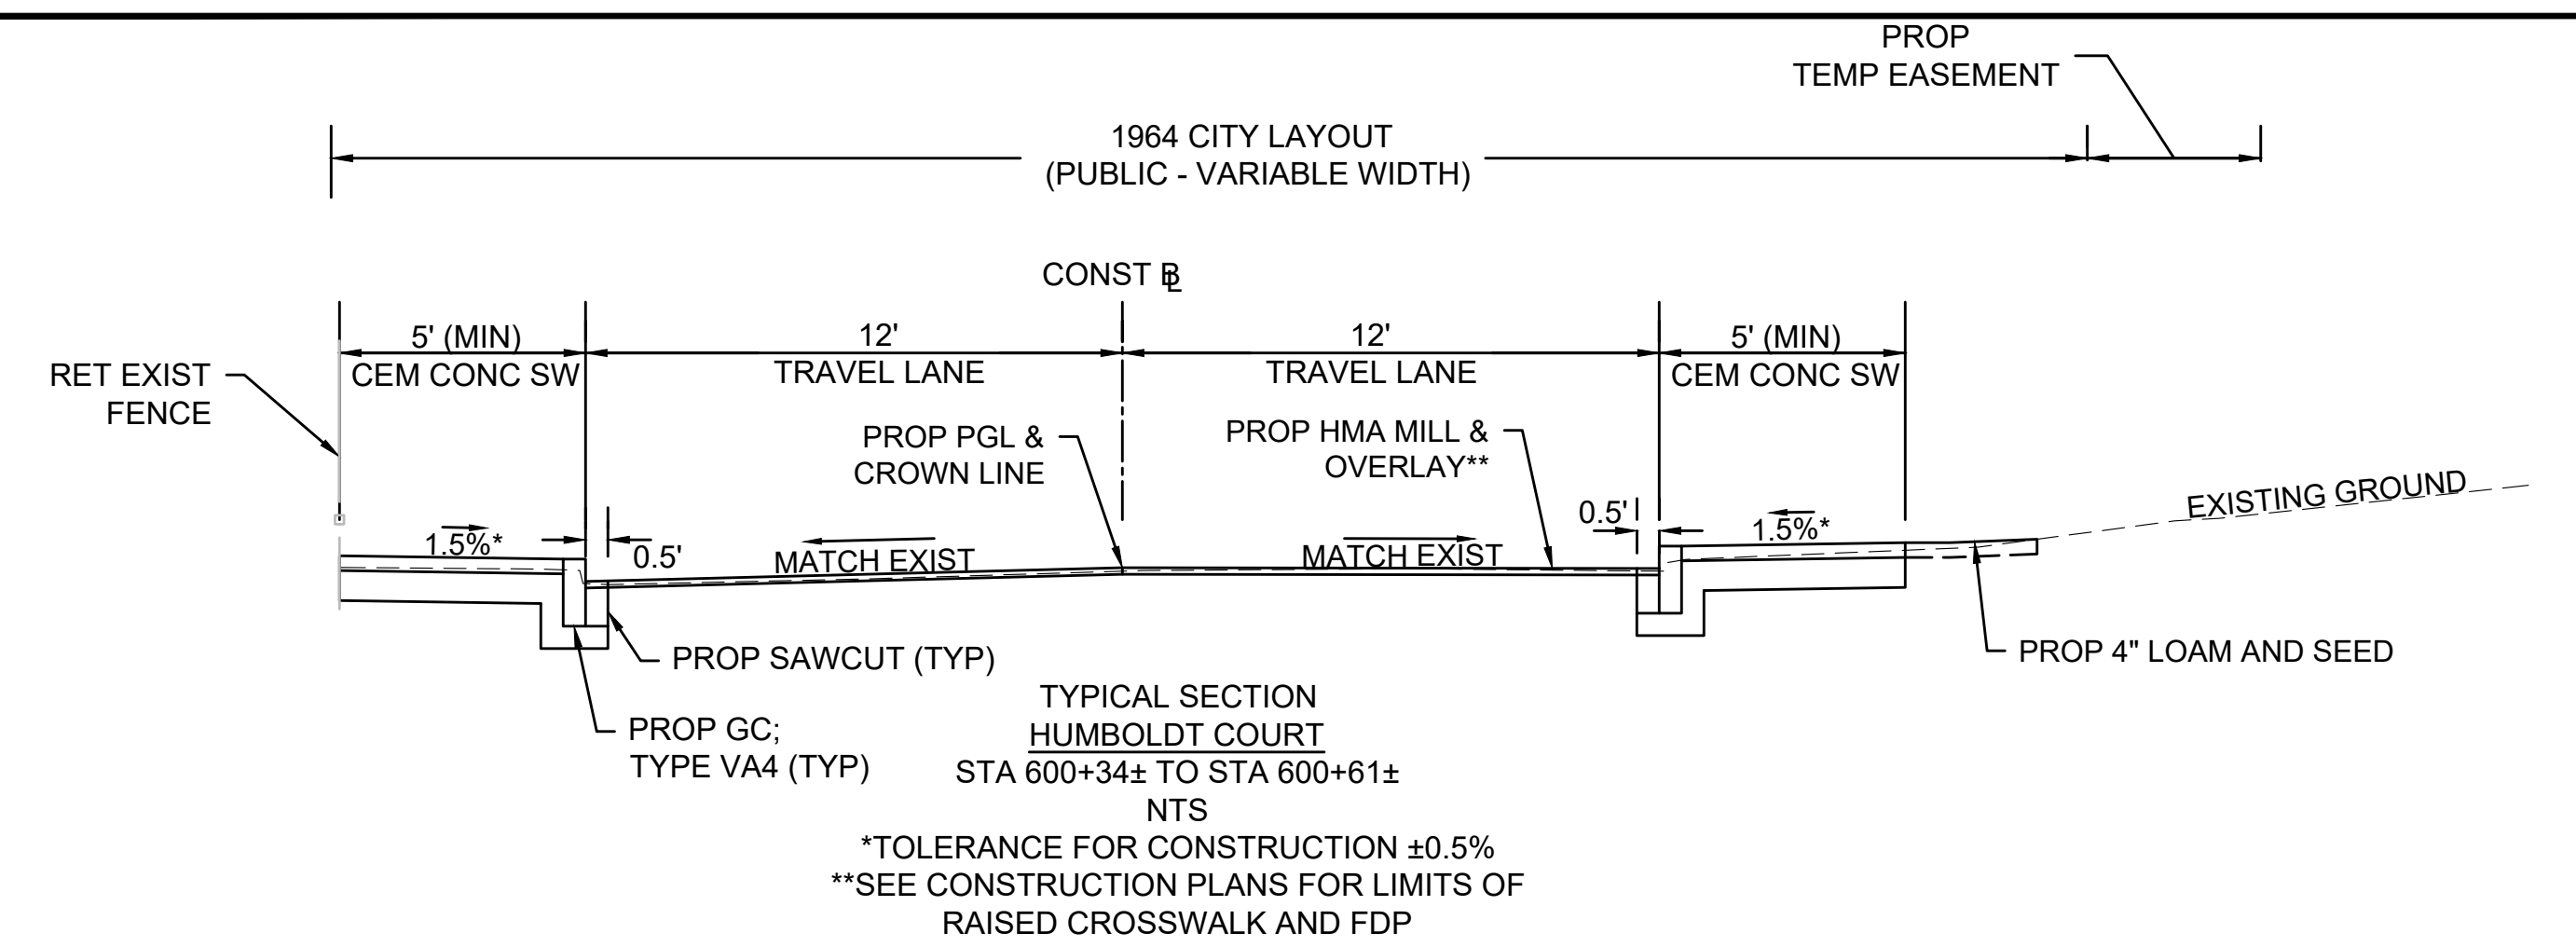 PROP
TEMP EASEMENT
1964 CITY LAYOUT
(PUBLIC - VARIABLE WIDTH)
CONST BL
5' (MIN)
12'
12'
5' (MIN)
RET EXIST
FENCE
CEM CONC SW
TRAVEL LANE
TRAVEL LANE
CEM CONC SW
PROP PGL &
CROWN LINE
PROP HMA MILL &
OVERLAY**
EXISTING GROUND
1.5%*
0.5'
MATCH EXIST
MATCH EXIST
0.5'
1.5%*
PROP SAWCUT (TYP)
PROP 4" LOAM AND SEED
PROP GC;
TYPE VA4 (TYP)
TYPICAL SECTION
HUMBOLDT COURT
STA 600+34± TO STA 600+61±
NTS
*TOLERANCE FOR CONSTRUCTION ±0.5%
**SEE CONSTRUCTION PLANS FOR LIMITS OF
RAISED CROSSWALK AND FDP